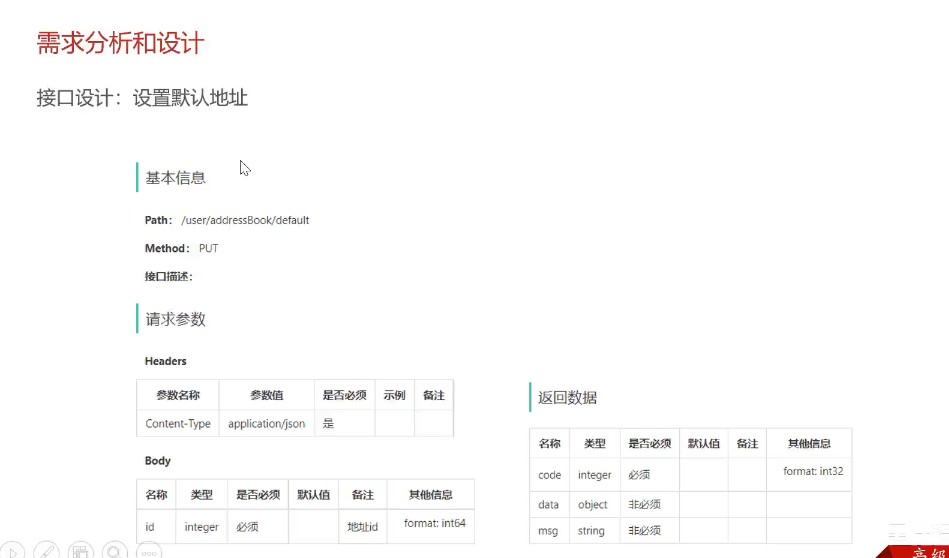 需求分析和设计
接口设计：设置默认地址
基本信息
Path： /user/addressBook/default
Method： PUT
接口描述：
请求参数
Headers
参数名称 参数值 是否必须 示例 备注
Content-Type application/json 是
Body
名称 类型 是否必须 默认值 备注 其他信息
id integer 必须 地址id format: int64
返回数据
名称 类型 是否必须 默认值 备注 其他信息
code integer 必须 format: int32
data object 非必须
msg string 非必须
高级